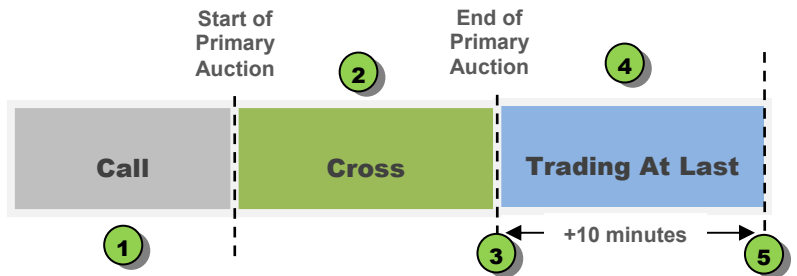 Start of
Primary
Auction
2
End of
Primary
Auction
4
Call
Cross
Trading At Last
1
3
+10 minutes
5